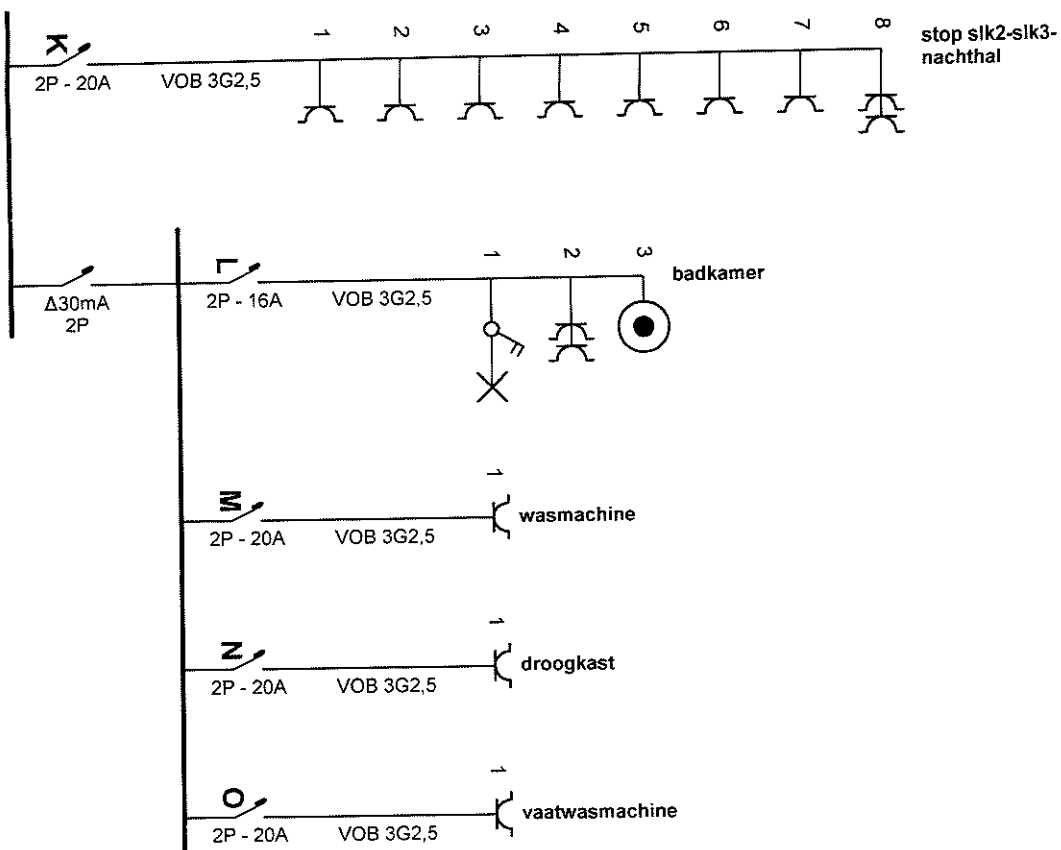 K
1 2 3 4 5 6 7 8
stop slk2-slk3-
nachthal
2P - 20A VOB 3G2,5
L
1 2 3
badkamer
Δ30mA
2P
2P - 16A VOB 3G2,5
M
1
wasmachine
2P - 20A VOB 3G2,5
N
1
droogkast
2P - 20A VOB 3G2,5
O
1
vaatwasmachine
2P - 20A VOB 3G2,5